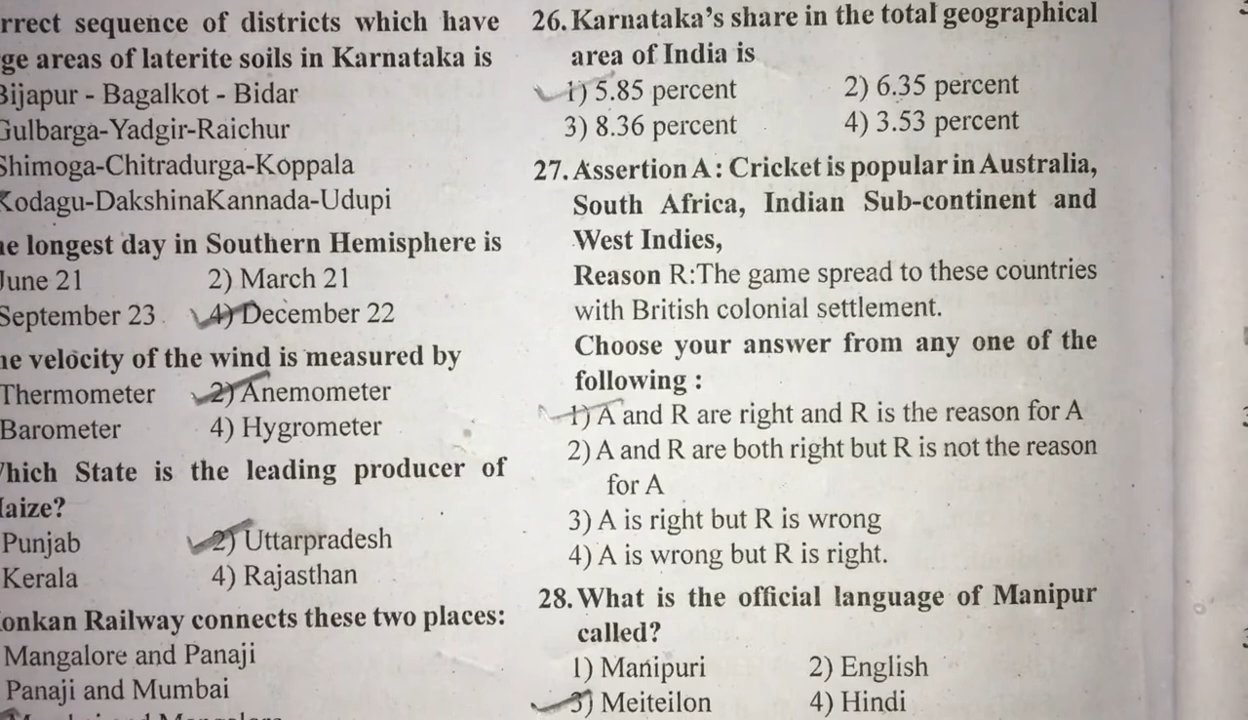 rrect sequence of districts which have
ge areas of laterite soils in Karnataka is
Bijapur - Bagalkot - Bidar
Gulbarga-Yadgir-Raichur
Shimoga-Chitradurga-Koppala
Kodagu-DakshinaKannada-Udupi
he longest day in Southern Hemisphere is
June 21 2) March 21
September 23 4) December 22
he velocity of the wind is measured by
Thermometer 2) Anemometer
Barometer 4) Hygrometer
Which State is the leading producer of
Maize?
Punjab 2) Uttarpradesh
Kerala 4) Rajasthan
Konkan Railway connects these two places:
Mangalore and Panaji
Panaji and Mumbai
26. Karnataka's share in the total geographical
area of India is
1) 5.85 percent 2) 6.35 percent
3) 8.36 percent 4) 3.53 percent
27. Assertion A : Cricket is popular in Australia,
South Africa, Indian Sub-continent and
West Indies,
Reason R:The game spread to these countries
with British colonial settlement.
Choose your answer from any one of the
following :
1) A and R are right and R is the reason for A
2) A and R are both right but R is not the reason
for A
3) A is right but R is wrong
4) A is wrong but R is right.
28. What is the official language of Manipur
called?
1) Manipuri 2) English
3) Meiteilon 4) Hindi